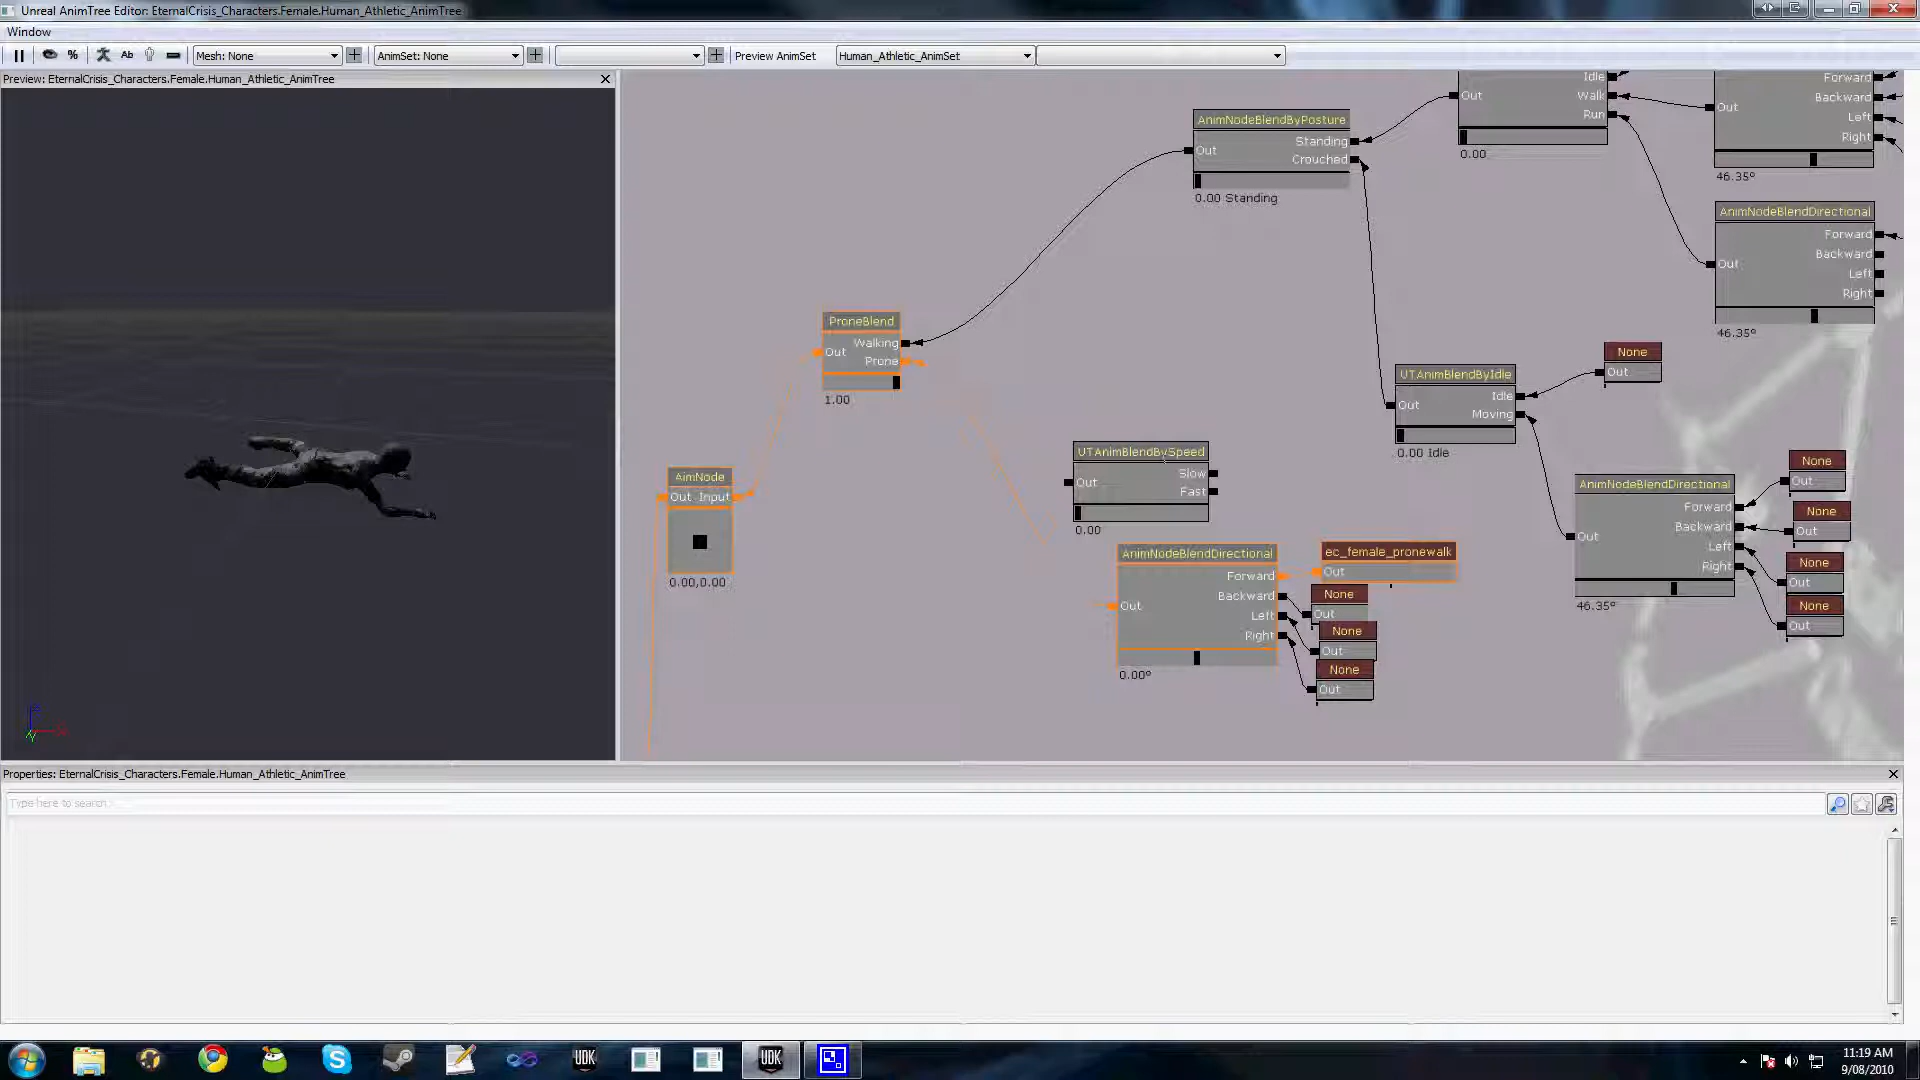 Unreal AnimTree Editor: EternalCrisis_Characters.Female.Human_Athletic_AnimTree
Window
% Ab Mesh: None AnimSet: None Preview AnimSet Human_Athletic_AnimSet
Preview: EternalCrisis_Characters.Female.Human_Athletic_AnimTree
Idle
Out Walk
Run
0.00
Forward
Backward
Out
Left
Right
46.35°
AnimNodeBlendByPosture
Standing
Out
Crouched
0.00 Standing
AnimNodeBlendDirectional
Forward
Backward
Out
Left
Right
46.35°
ProneBlend
Walking
Out
Prone
1.00
None
Out
UTAnimBlendByIdle
Idle
Out
Moving
0.00 Idle
UTAnimBlendBySpeed
Slow
Out
Fast
0.00
AimNode
Out Input
0.00,0.00
AnimNodeBlendDirectional
Forward
Backward
Out
Left
Right
46.35°
None
Out
None
Out
None
Out
None
Out
AnimNodeBlendDirectional
Forward
Backward
Out
Left
Right
0.00°
ec_female_pronewalk
Out
None
Out
None
Out
None
Out
Properties: EternalCrisis_Characters.Female.Human_Athletic_AnimTree
Type here to search
UDK
UDK
11:19 AM
9/08/2010